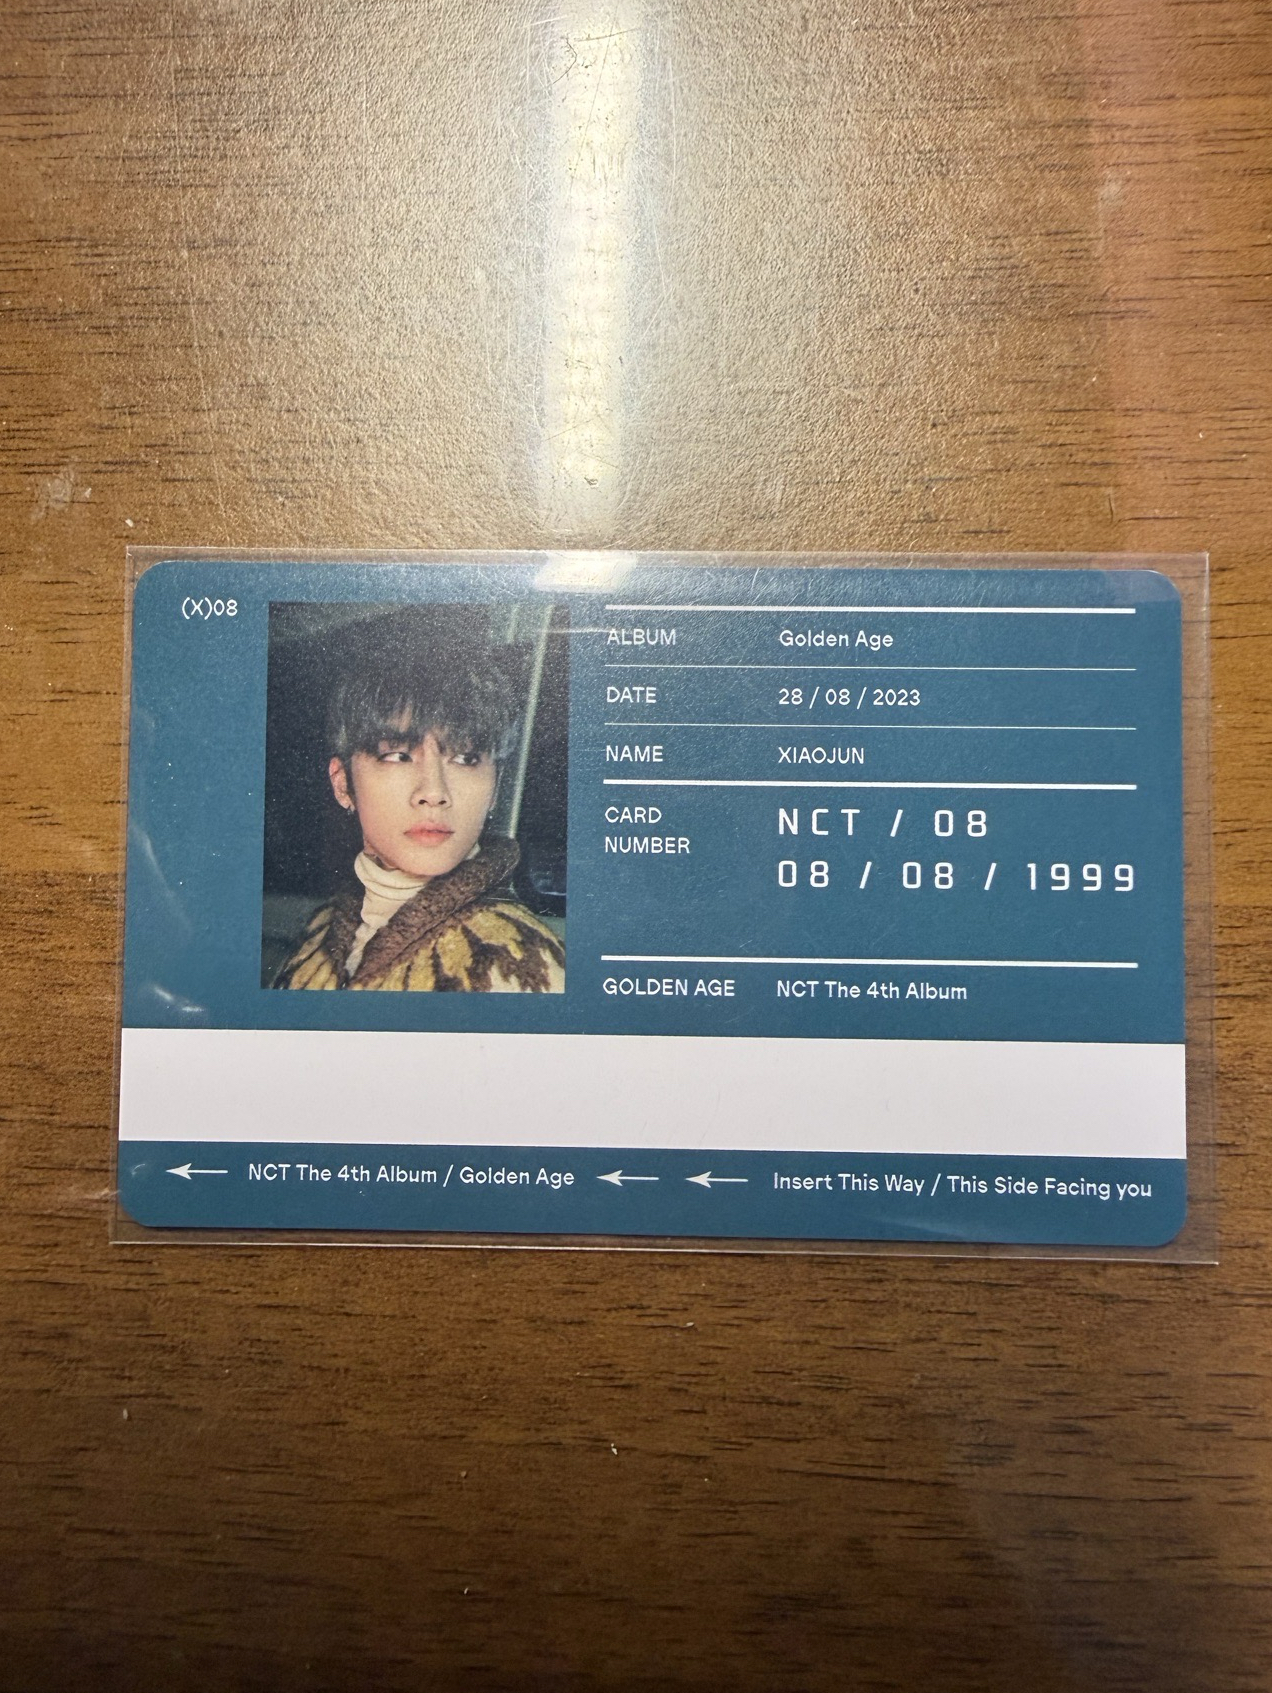 (X)08
ALBUM Golden Age
DATE 28 / 08 / 2023
NAME XIAOJUN
CARD NCT / 08
NUMBER 08 / 08 / 1999
GOLDEN AGE NCT The 4th Album
NCT The 4th Album / Golden Age Insert This Way / This Side Facing you